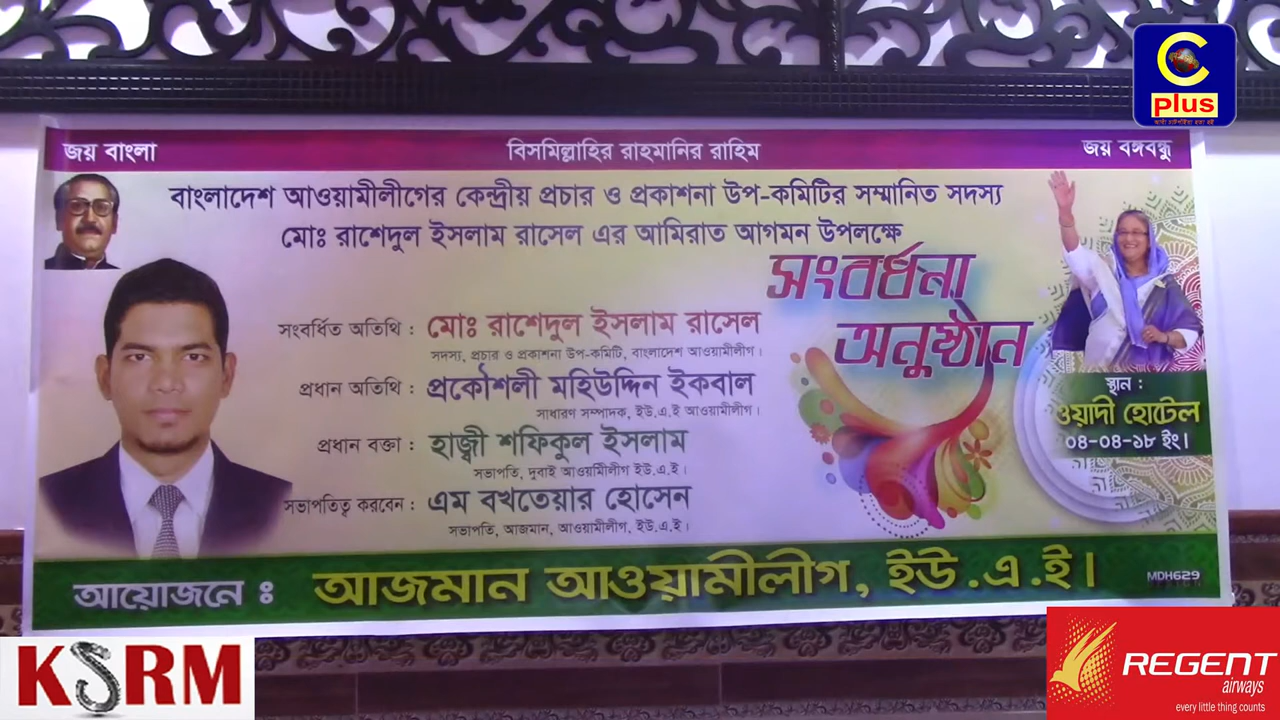 C
plus
জয় বাংলা
বিসমিল্লাহির রাহমানির রাহিম
জয় বঙ্গবন্ধু
বাংলাদেশ আওয়ামীলীগের কেন্দ্রীয় প্রচার ও প্রকাশনা উপ-কমিটির সম্মানিত সদস্য
মোঃ রাশেদুল ইসলাম রাসেল এর আমিরাত আগমন উপলক্ষে
সংবর্ধনা
অনুষ্ঠান
সংবর্ধিত অতিথি : মোঃ রাশেদুল ইসলাম রাসেল
সদস্য, প্রচার ও প্রকাশনা উপ-কমিটি, বাংলাদেশ আওয়ামীলীগ।
প্রধান অতিথি : প্রকৌশলী মহিউদ্দিন ইকবাল
সাধারণ সম্পাদক, ইউ.এ.ই আওয়ামীলীগ।
প্রধান বক্তা : হাজ্বী শফিকুল ইসলাম
সভাপতি, দুবাই আওয়ামীলীগ ইউ.এ.ই।
সভাপতিত্ব করবেন : এম বখতেয়ার হোসেন
সভাপতি, আজমান, আওয়ামীলীগ, ইউ.এ.ই।
স্থান :
ওয়াদী হোটেল
০৪-০৪-১৮ ইং।
আয়োজনে ঃ আজমান আওয়ামীলীগ, ইউ.এ.ই।
MDH629
KSRM
REGENT
airways
every little thing counts